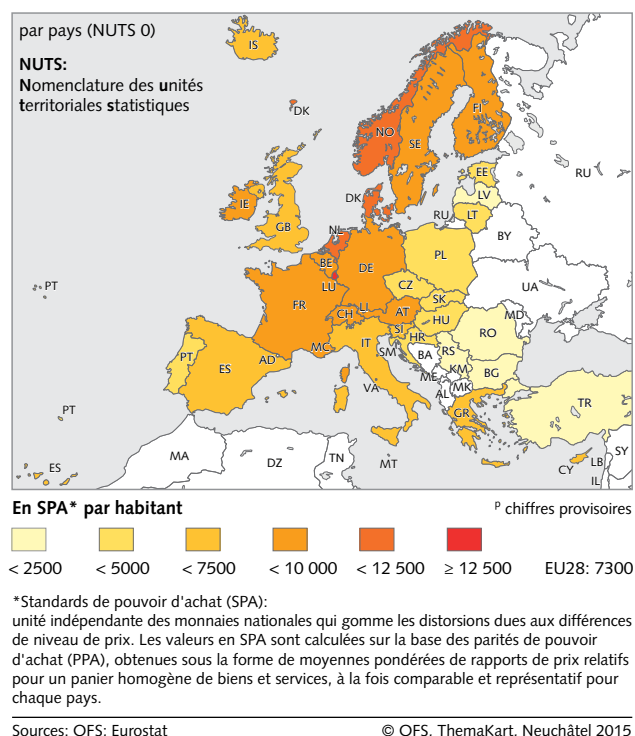 par pays (NUTS 0)
NUTS:
Nomenclature des unités
territoriales statistiques
IS
DK
NO
FI
SE
RU
EE
LV
LT
RU
DK
IE
GB
NL
BY
BE
DE
PL
LU
CZ
UA
SK
FR
CH
LI
AT
HU
MD
SI
HR
RO
MC
IT
SM
BA
RS
PT
PT
ES
AD
ME
KM
BG
VA
AL
MK
GR
TR
PT
ES
MA
DZ
TN
MT
CY
LB
SY
IL
En SPA* par habitant
P chiffres provisoires
< 2500 < 5000 < 7500 < 10 000 < 12 500 ≥ 12 500 EU28: 7300
*Standards de pouvoir d'achat (SPA):
unité indépendante des monnaies nationales qui gomme les distorsions dues aux différences
de niveau de prix. Les valeurs en SPA sont calculées sur la base des parités de pouvoir
d'achat (PPA), obtenues sous la forme de moyennes pondérées de rapports de prix relatifs
pour un panier homogène de biens et services, à la fois comparable et représentatif pour
chaque pays.
Sources: OFS; Eurostat
© OFS, ThemaKart, Neuchâtel 2015